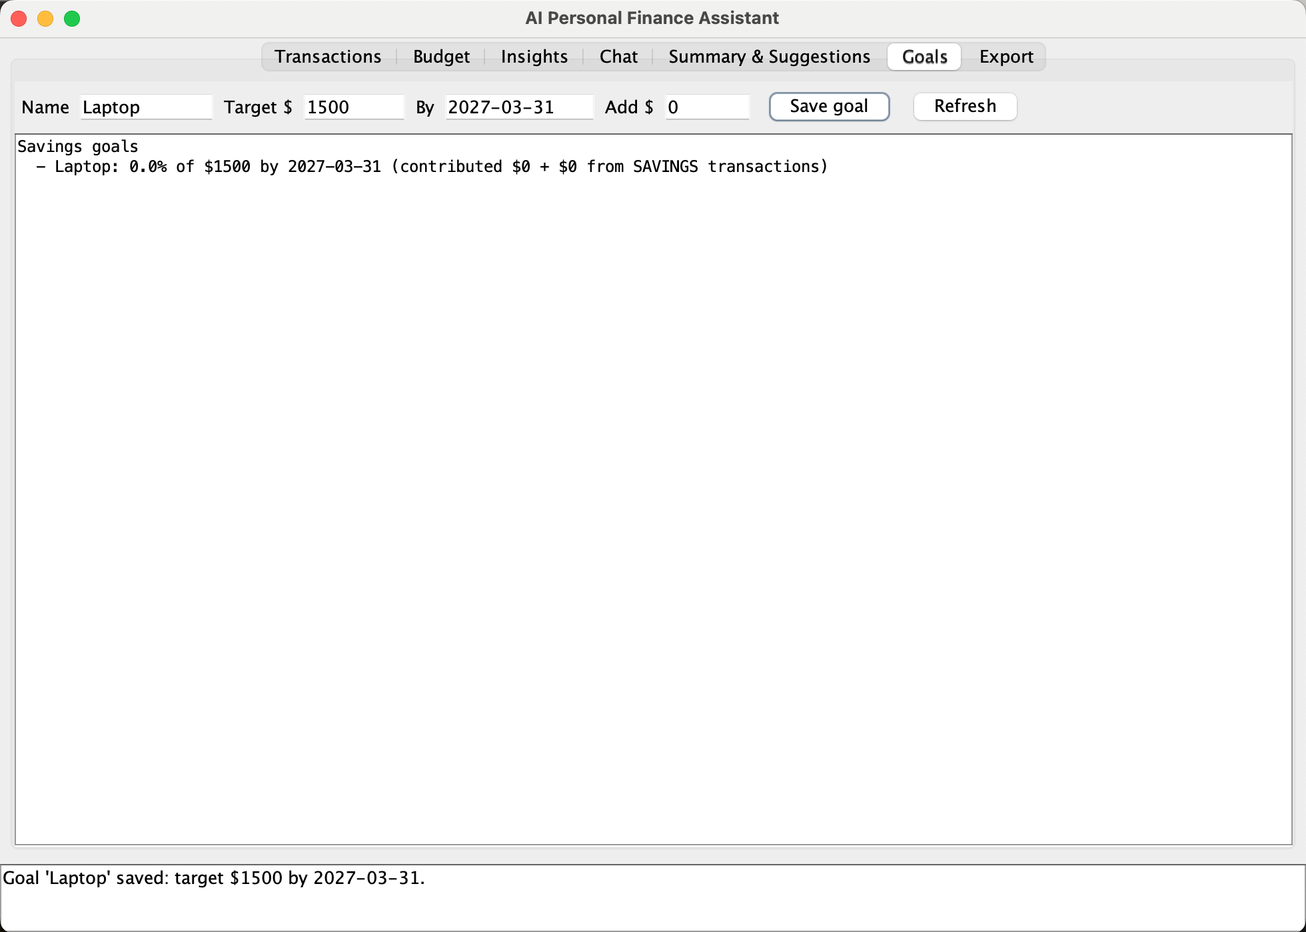 AI Personal Finance Assistant
Transactions Budget Insights Chat Summary & Suggestions Goals Export
Name Laptop Target $ 1500 By 2027-03-31 Add $ 0 Save goal Refresh
Savings goals
– Laptop: 0.0% of $1500 by 2027-03-31 (contributed $0 + $0 from SAVINGS transactions)
Goal 'Laptop' saved: target $1500 by 2027-03-31.